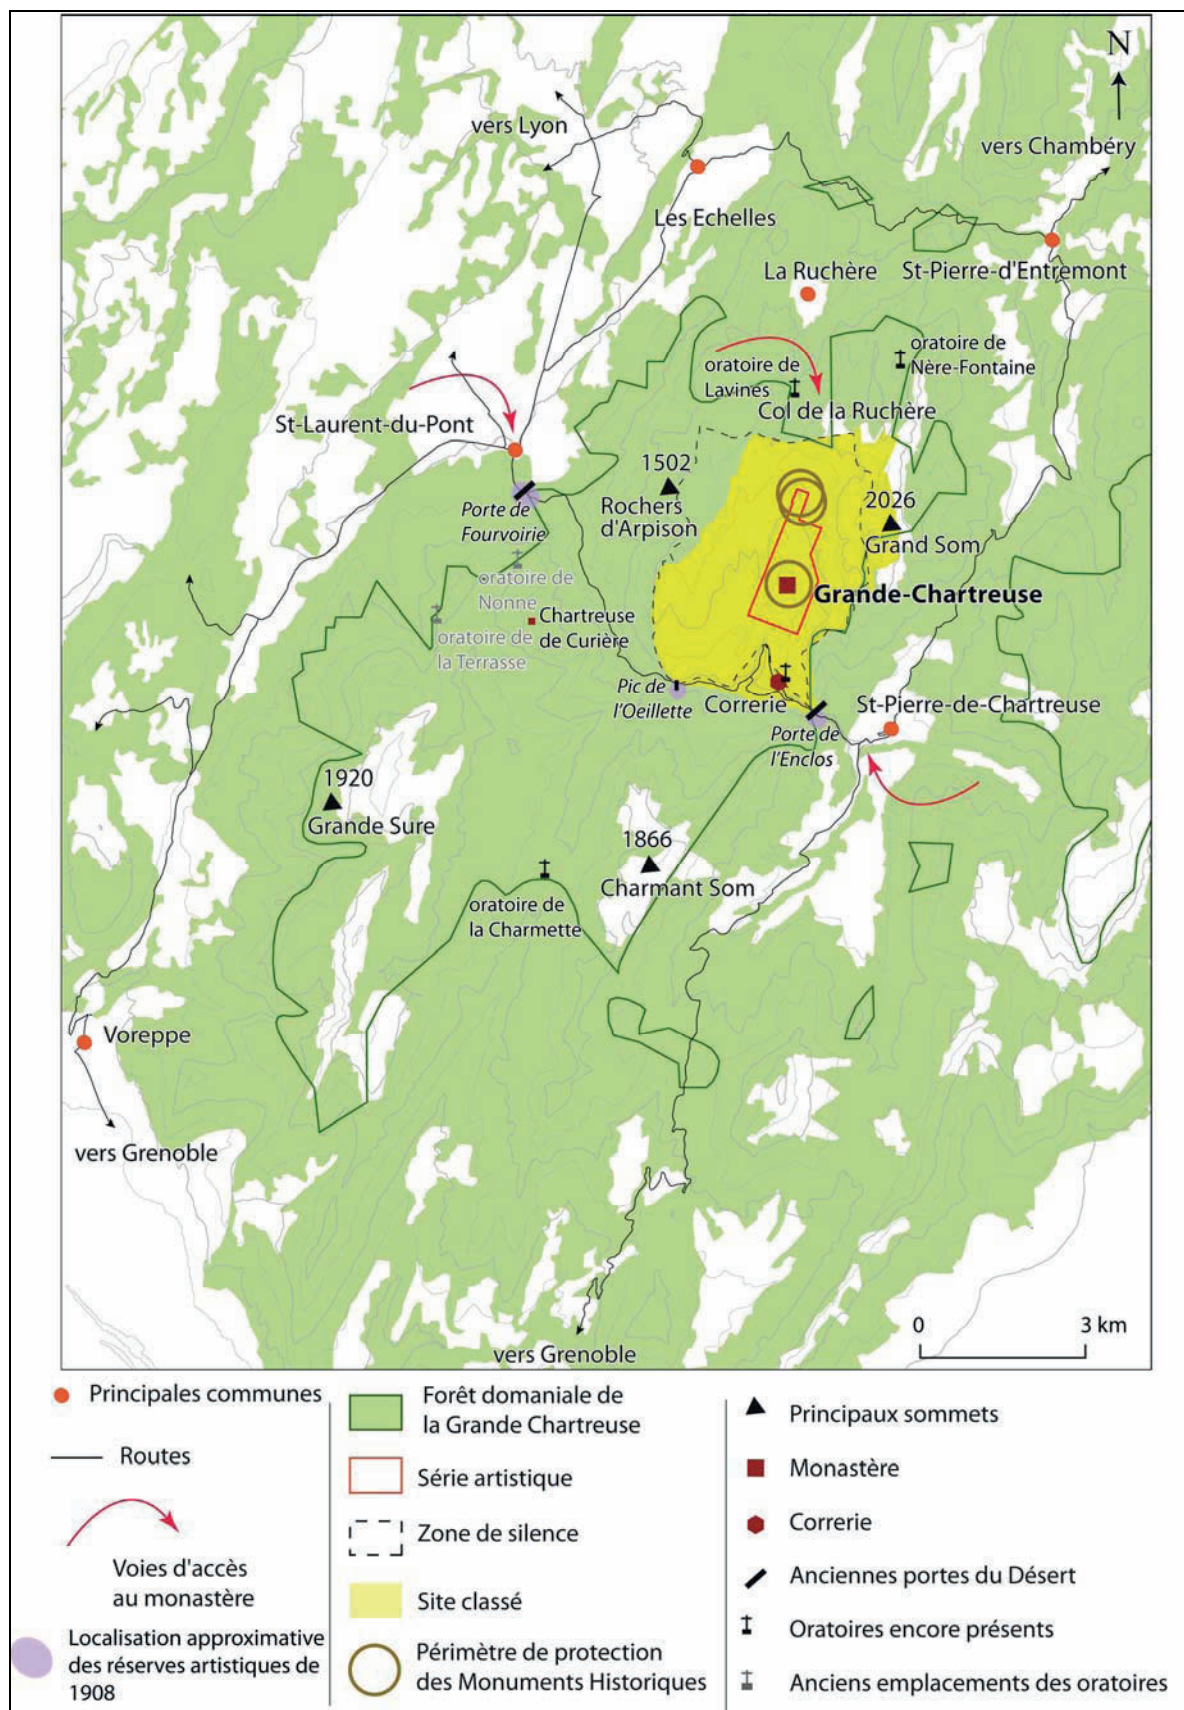 N
vers Lyon
vers Chambéry
Les Echelles
La Ruchère
St-Pierre-d'Entremont
oratoire de
Nère-Fontaine
oratoire de
Lavines
Col de la Ruchère
St-Laurent-du-Pont
1502
Rochers
d'Arpison
2026
Grand Som
Porte de
Fourvoirie
oratoire de
Nonne
Grande-Chartreuse
Chartreuse
de Curière
oratoire de
la Terrasse
Pic de
l'Oeillette
Correrie
St-Pierre-de-Chartreuse
Porte de
l'Enclos
1920
Grande Sure
1866
Charmant Som
oratoire de
la Charmette
Voreppe
vers Grenoble
vers Grenoble
0 3 km
Principales communes
Routes
Voies d'accès
au monastère
Localisation approximative
des réserves artistiques de
1908
Forêt domaniale de
la Grande Chartreuse
Série artistique
Zone de silence
Site classé
Périmètre de protection
des Monuments Historiques
Principaux sommets
Monastère
Correrie
Anciennes portes du Désert
Oratoires encore présents
Anciens emplacements des oratoires